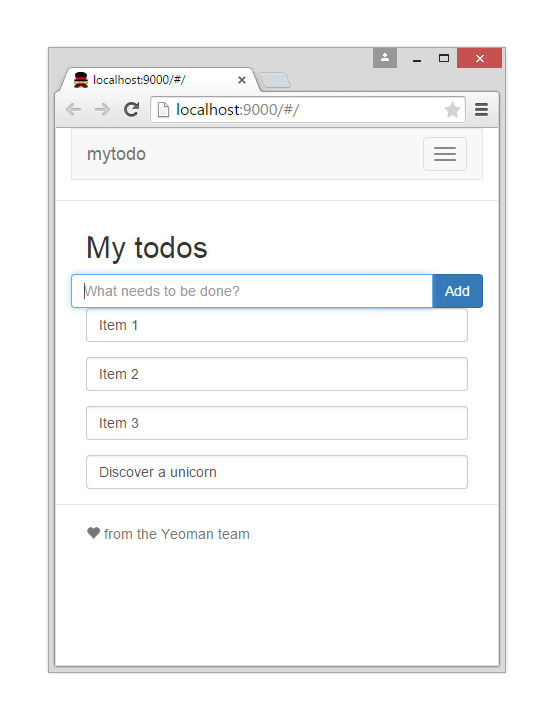 localhost:9000/#/
localhost:9000/#/
mytodo
My todos
What needs to be done?
Add
Item 1
Item 2
Item 3
Discover a unicorn
from the Yeoman team